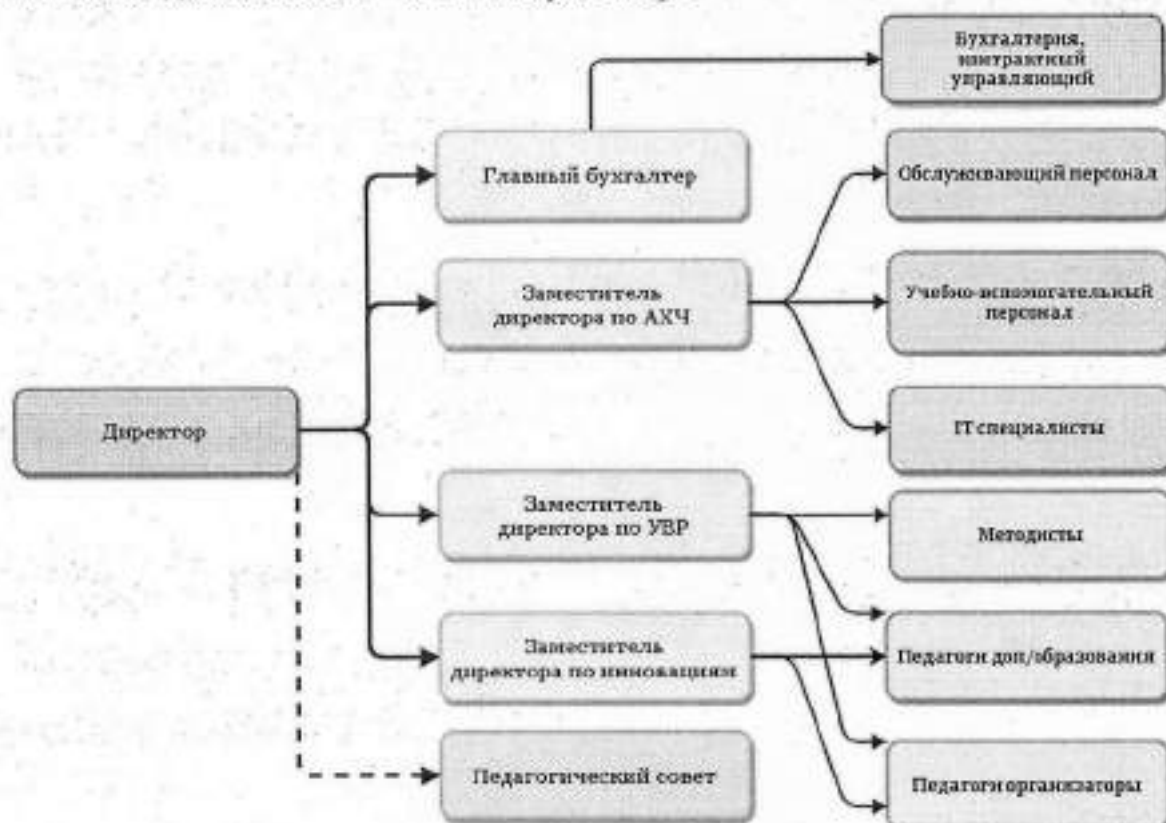 Бухгалтерия,
контрактный
управляющий
Главный бухгалтер
Обслуживающий персонал
Заместитель
директора по АХЧ
Учебно-вспомогательный
персонал
Директор
IT специалисты
Заместитель
директора по УВР
Методисты
Заместитель
директора по инновациям
Педагоги доп/образования
Педагогический совет
Педагоги организаторы